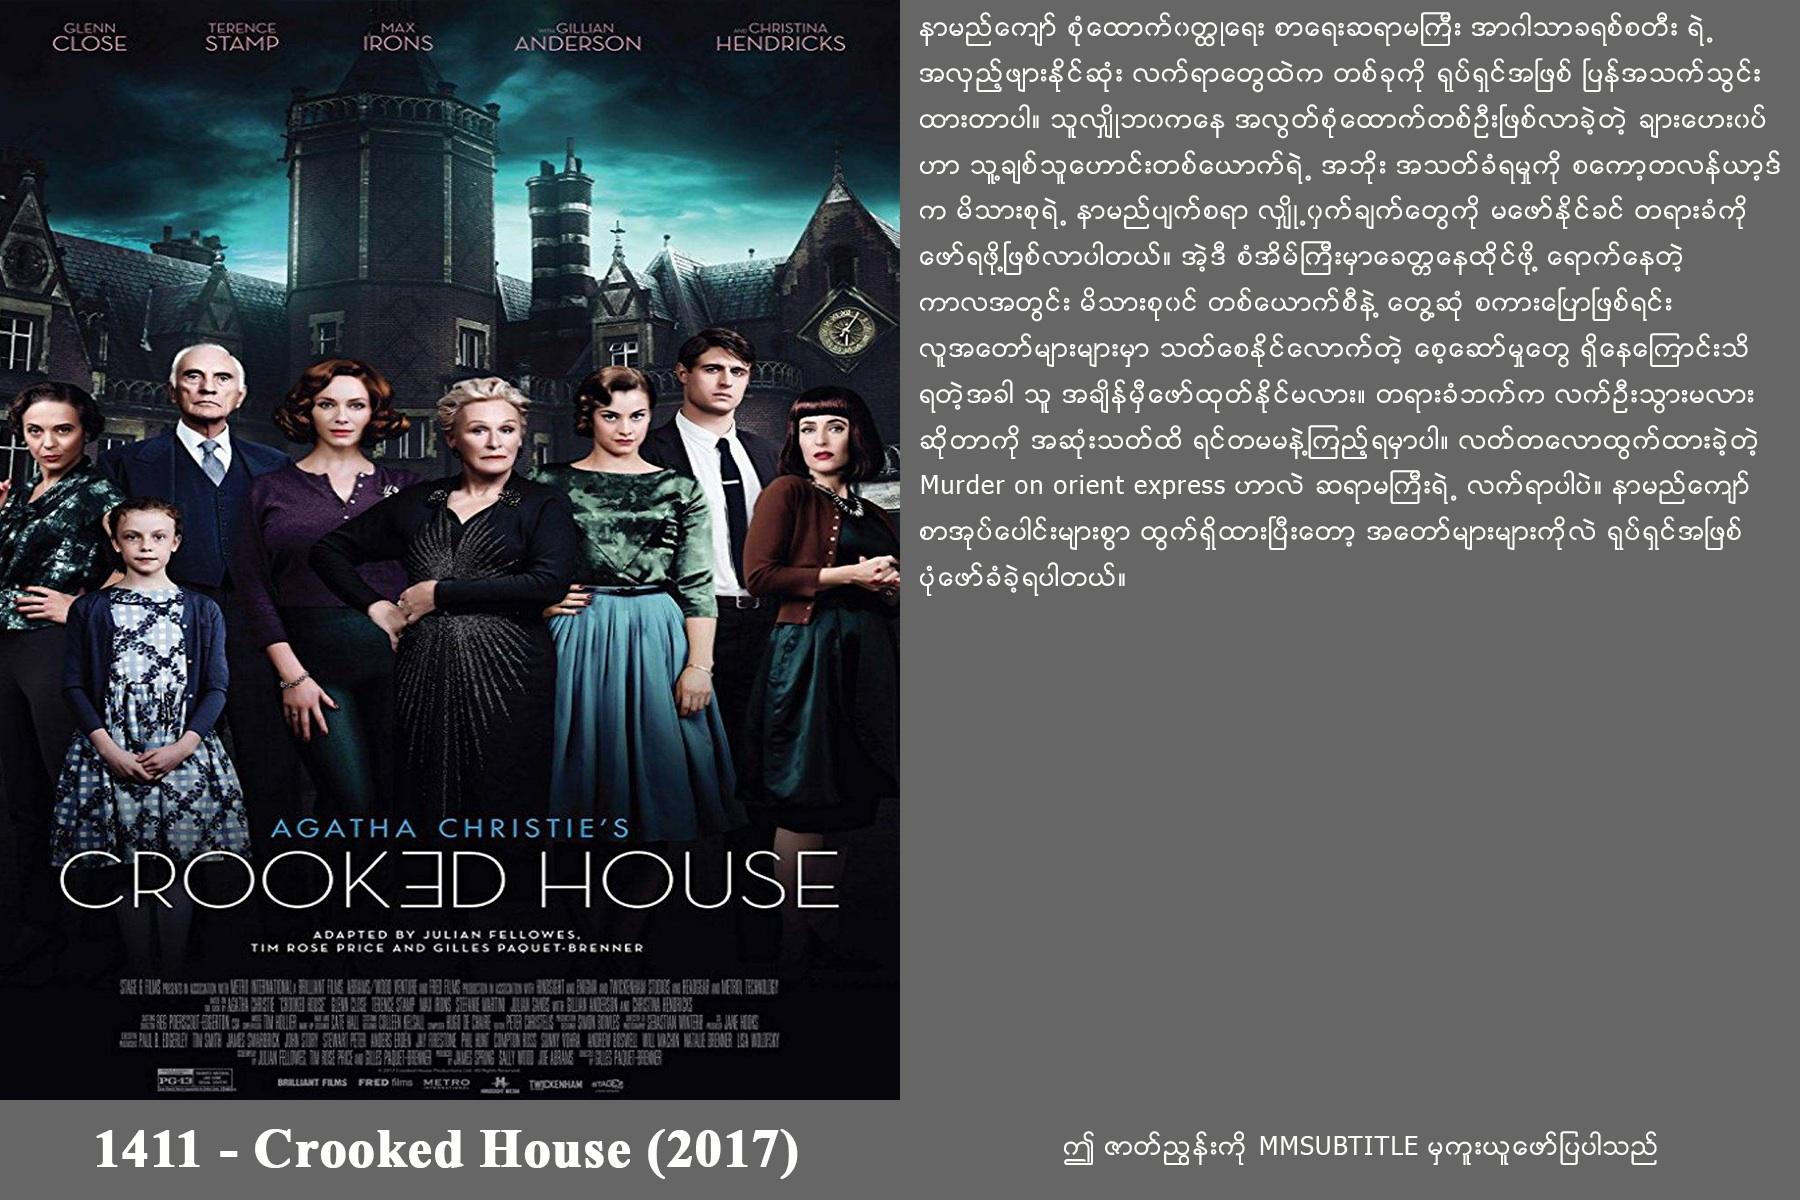 GLENN CLOSE
TERENCE STAMP
MAX IRONS
WITH GILLIAN ANDERSON
AND CHRISTINA HENDRICKS
AGATHA CHRISTIE'S
CROOKED HOUSE
ADAPTED BY JULIAN FELLOWES,
TIM ROSE PRICE AND GILLES PAQUET-BRENNER
PG-13
BRILLIANT FILMS FRED films METRO INTERNATIONAL HINDSIGHT MEDIA TWICKENHAM
1411 - Crooked House (2017)
နာမည်ကျော် စုံထောက်ဝတ္ထုရေး စာရေးဆရာမကြီး အာဂါသာခရစ်စတီး ရဲ့
အလှည့်ဖျားနိုင်ဆုံး လက်ရာတွေထဲက တစ်ခုကို ရုပ်ရှင်အဖြစ် ပြန်အသက်သွင်း
ထားတာပါ။ သူလျှိုဘဝကနေ အလွတ်စုံထောက်တစ်ဦးဖြစ်လာခဲ့တဲ့ ချားဟေးဝပ်
ဟာ သူ့ချစ်သူဟောင်းတစ်ယောက်ရဲ့ အဘိုး အသတ်ခံရမှုကို စကော့တလန်ယာ့ဒ်
က မိသားစုရဲ့ နာမည်ပျက်စရာ လျှို့ဝှက်ချက်တွေကို မဖော်နိုင်ခင် တရားခံကို
ဖော်ရဖို့ဖြစ်လာပါတယ်။ အဲ့ဒီ စံအိမ်ကြီးမှာခေတ္တနေထိုင်ဖို့ ရောက်နေတဲ့
ကာလအတွင်း မိသားစုဝင် တစ်ယောက်စီနဲ့ တွေ့ဆုံ စကားပြောဖြစ်ရင်း
လူအတော်များများမှာ သတ်စေနိုင်လောက်တဲ့ စေ့ဆော်မှုတွေ ရှိနေကြောင်းသိ
ရတဲ့အခါ သူ အချိန်မှီဖော်ထုတ်နိုင်မလား။ တရားခံဘက်က လက်ဦးသွားမလား
ဆိုတာကို အဆုံးသတ်ထိ ရင်တမမနဲ့ကြည့်ရမှာပါ။ လတ်တလောထွက်ထားခဲ့တဲ့
Murder on orient express ဟာလဲ ဆရာမကြီးရဲ့ လက်ရာပါပဲ။ နာမည်ကျော်
စာအုပ်ပေါင်းများစွာ ထွက်ရှိထားပြီးတော့ အတော်များများကိုလဲ ရုပ်ရှင်အဖြစ်
ပုံဖော်ခံခဲ့ရပါတယ်။
ဤ ဇာတ်ညွှန်းကို MMSUBTITLE မှကူးယူဖော်ပြပါသည်